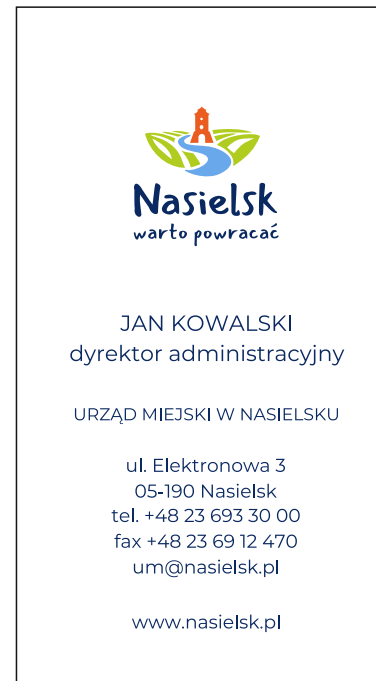 Nasielsk
warto powracać
JAN KOWALSKI
dyrektor administracyjny
URZĄD MIEJSKI W NASIELSKU
ul. Elektronowa 3
05-190 Nasielsk
tel. +48 23 693 30 00
fax +48 23 69 12 470
um@nasielsk.pl
www.nasielsk.pl